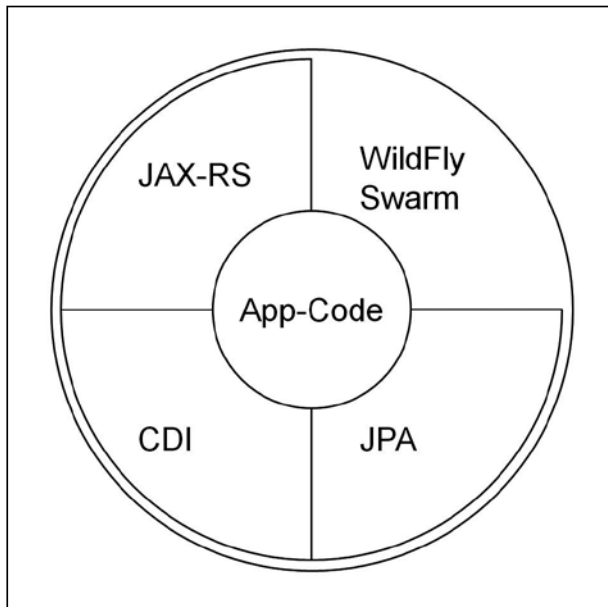 JAX-RS
WildFly
Swarm
App-Code
CDI
JPA